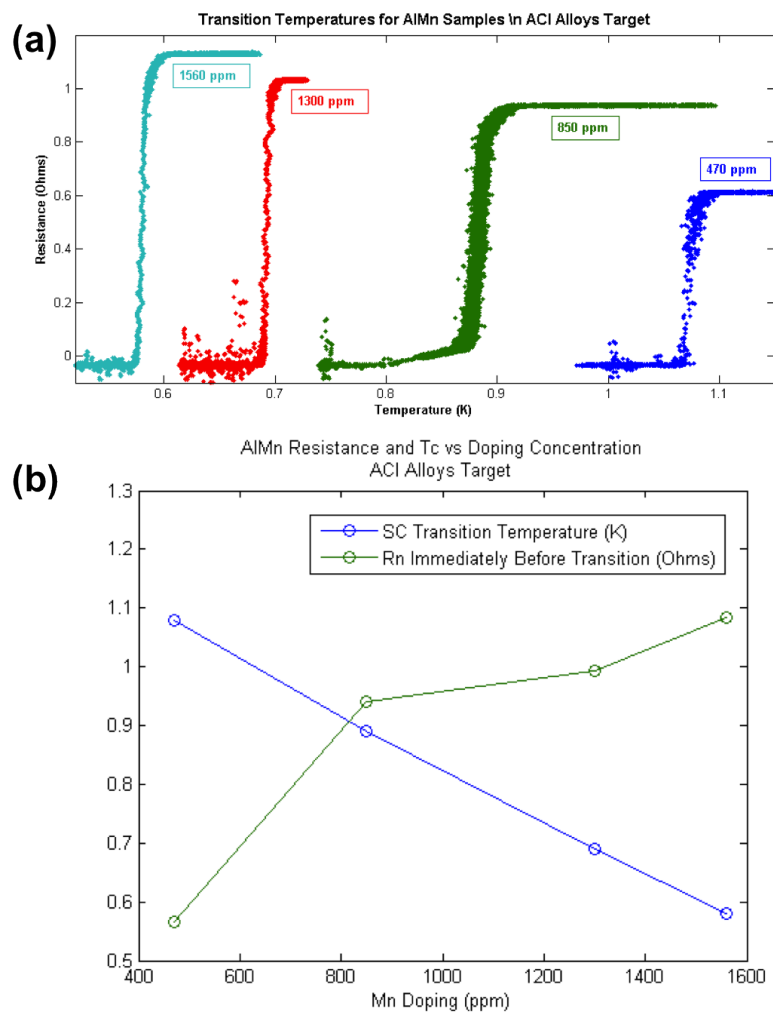 (a)
Transition Temperatures for AlMn Samples \n ACI Alloys Target
1560 ppm
1300 ppm
850 ppm
470 ppm
1
0.8
0.6
0.4
0.2
0
Resistance (Ohms)
0.6
0.7
0.8
0.9
1
1.1
Temperature (K)
(b)
AlMn Resistance and Tc vs Doping Concentration
ACI Alloys Target
SC Transition Temperature (K)
Rn Immediately Before Transition (Ohms)
1.3
1.2
1.1
1
0.9
0.8
0.7
0.6
0.5
400
600
800
1000
1200
1400
1600
Mn Doping (ppm)